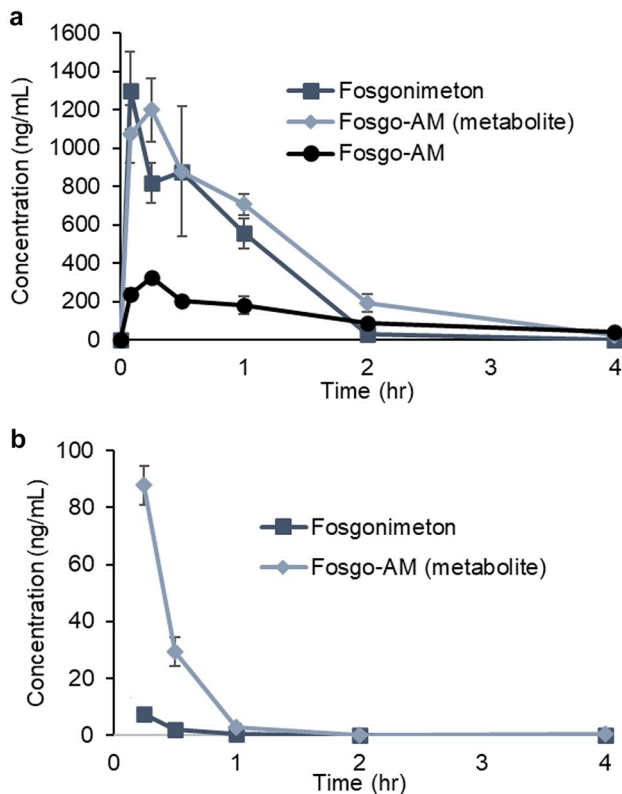 a
1600
1400
1200
1000
800
600
400
200
0
Concentration (ng/mL)
Fosgonimeton
Fosgo-AM (metabolite)
Fosgo-AM
0 1 2 3 4
Time (hr)
b
100
80
60
40
20
0
Concentration (ng/mL)
Fosgonimeton
Fosgo-AM (metabolite)
0 1 2 3 4
Time (hr)